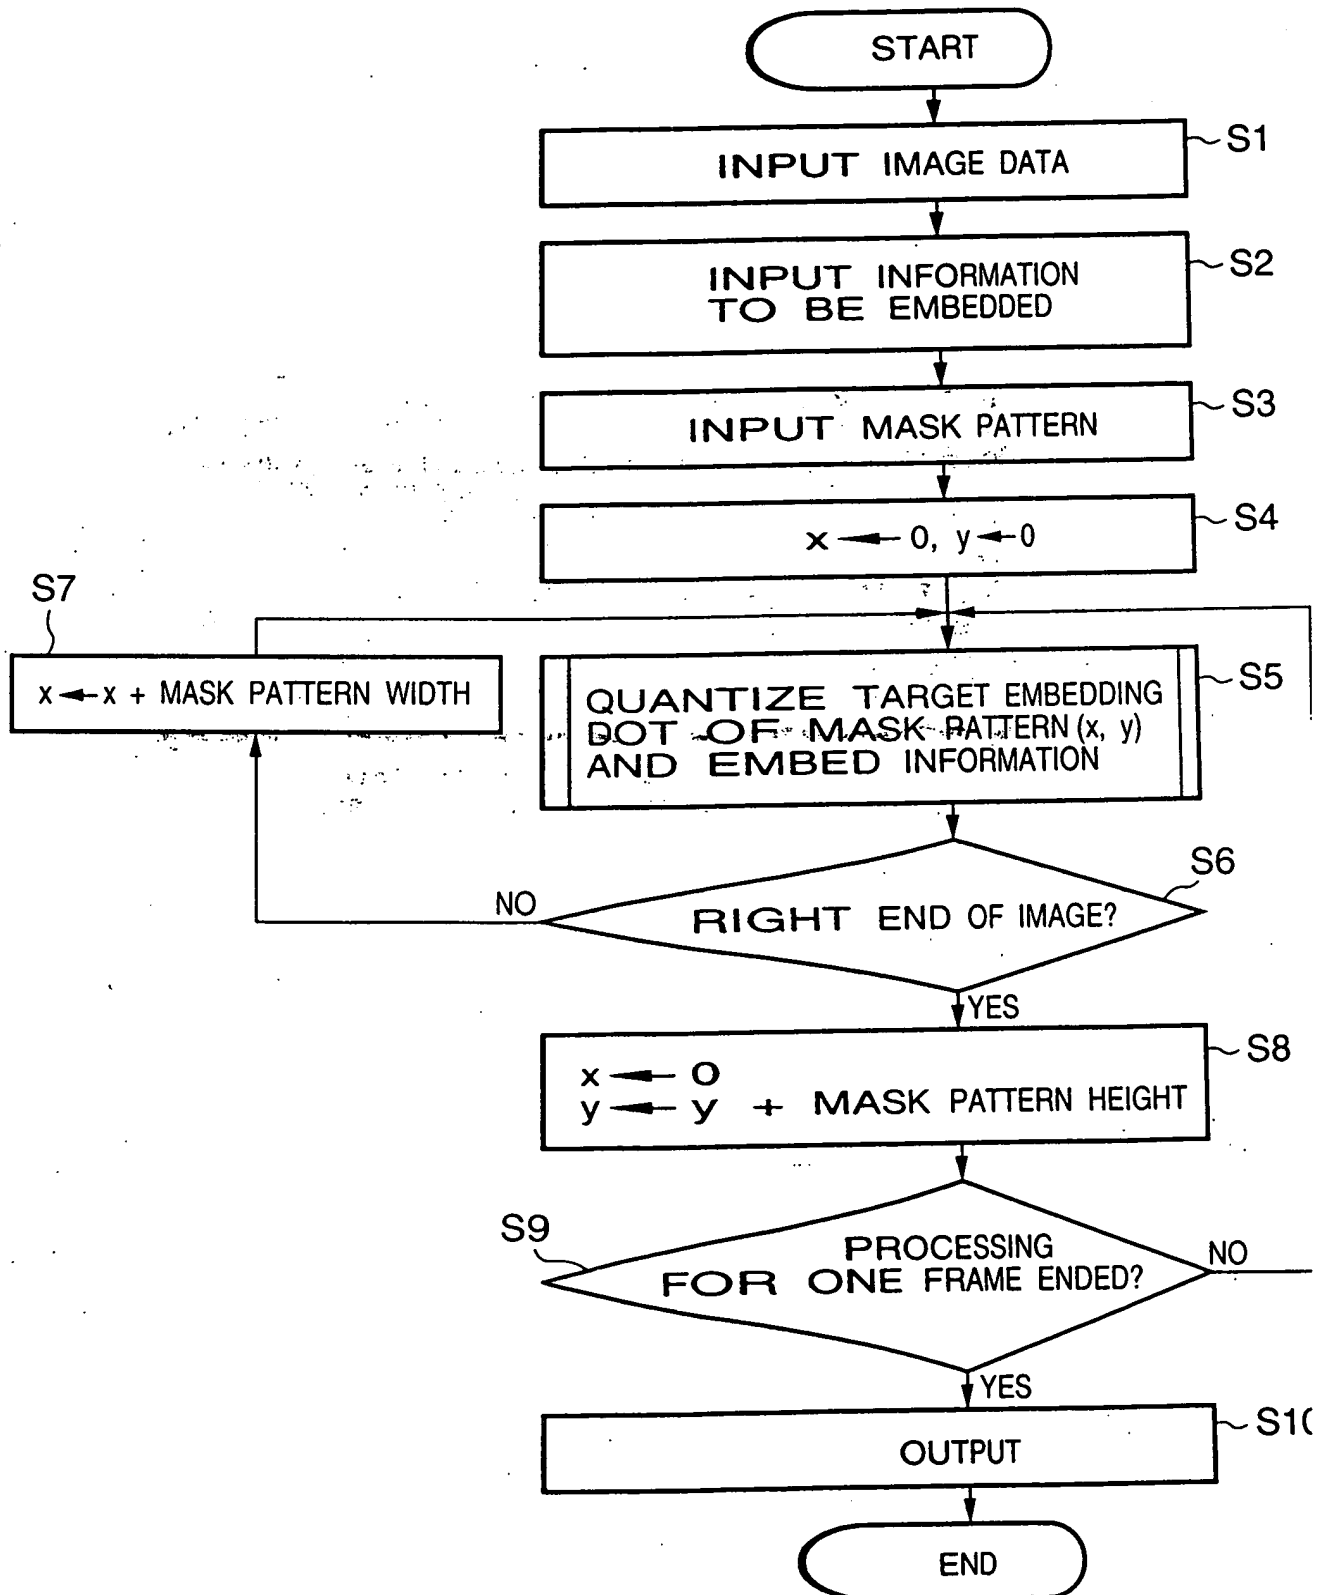 START
INPUT IMAGE DATA
S1
INPUT INFORMATION
TO BE EMBEDDED
S2
INPUT MASK PATTERN
S3
x ← 0, y ← 0
S4
S7
x ← x + MASK PATTERN WIDTH
QUANTIZE TARGET EMBEDDING
DOT OF MASK PATTERN (x, y)
AND EMBED INFORMATION
S5
S6
NO
RIGHT END OF IMAGE?
YES
x ← 0
y ← y + MASK PATTERN HEIGHT
S8
S9
PROCESSING
FOR ONE FRAME ENDED?
NO
YES
OUTPUT
S10
END